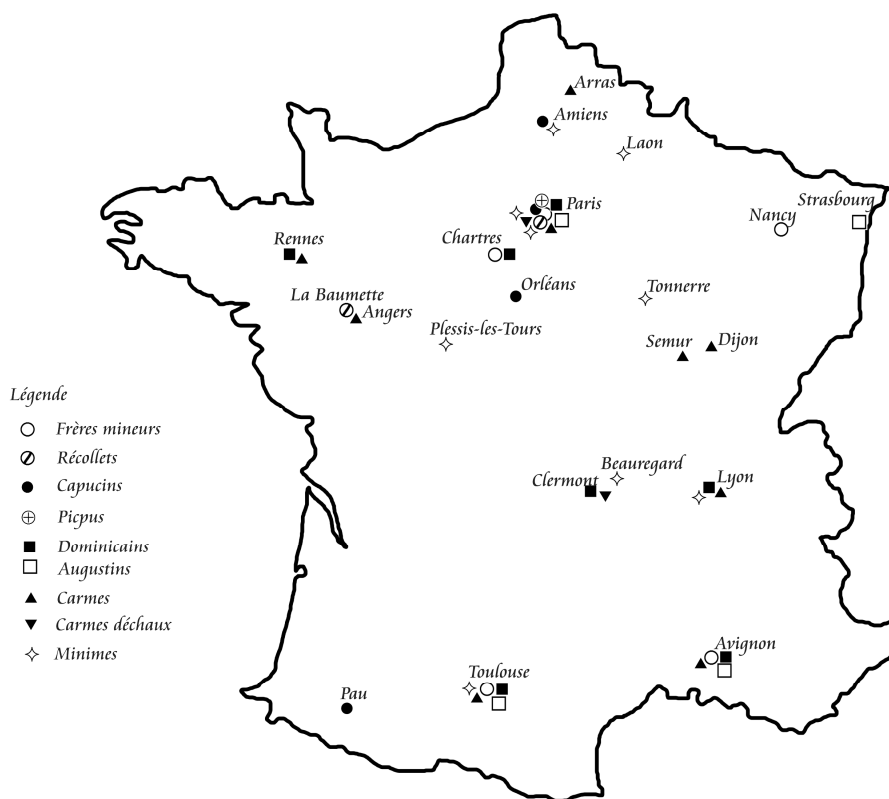 Arras
Amiens
Laon
Paris
Strasbourg
Nancy
Rennes
Chartres
Orléans
Tonnerre
La Baumette
Angers
Plessis-les-Tours
Semur
Dijon
Légende
Frères mineurs
Récollets
Capucins
Picpus
Dominicains
Augustins
Carmes
Carmes déchaux
Minimes
Beauregard
Clermont
Lyon
Avignon
Toulouse
Pau